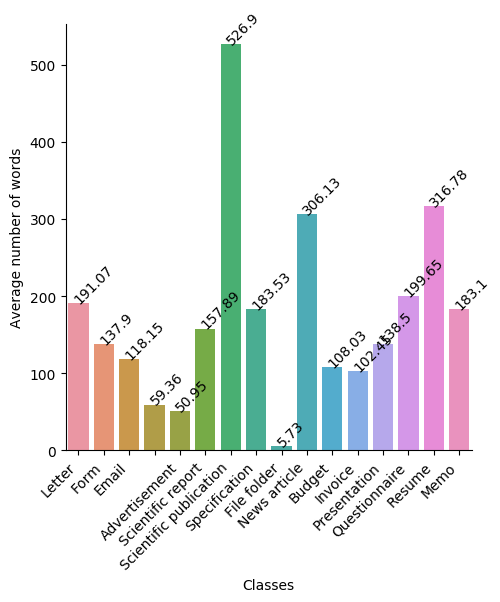 526.9
316.78
306.13
199.65
191.07
183.53
183.1
157.89
137.9
138.5
118.15
108.03
102.45
59.36
50.95
5.73
500
400
300
200
100
0
Average number of words
Letter
Form
Email
Advertisement
Scientific report
Scientific publication
Specification
File folder
News article
Budget
Invoice
Presentation
Questionnaire
Resume
Memo
Classes